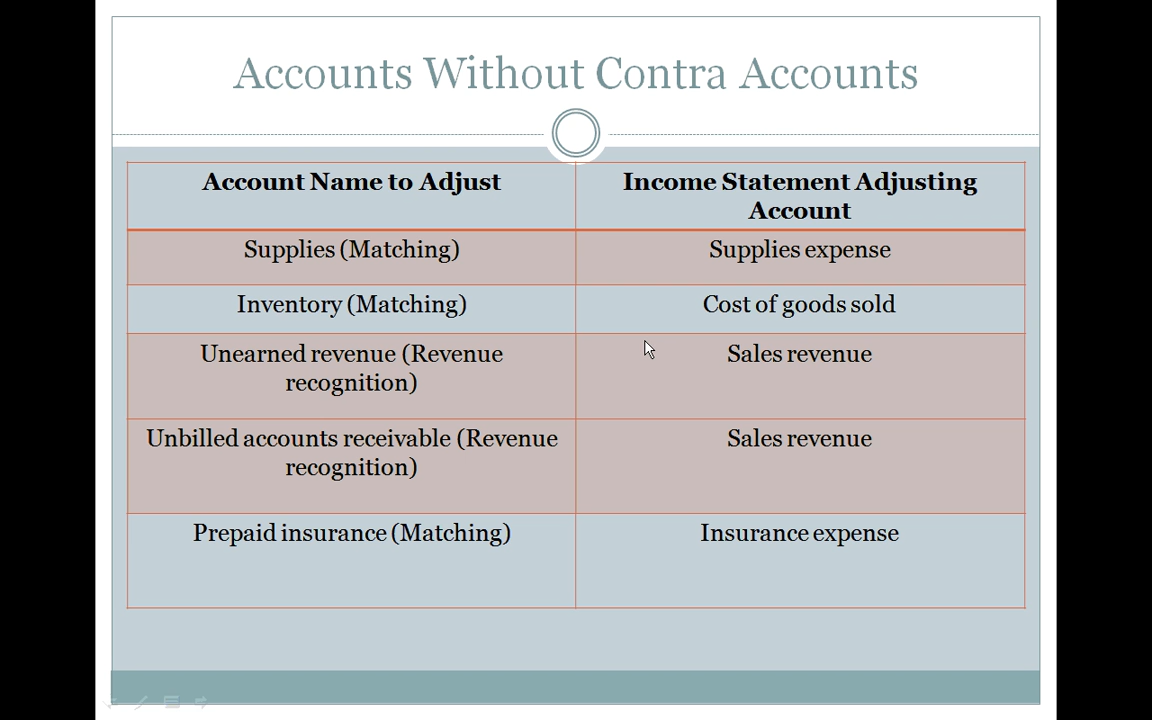 Accounts Without Contra Accounts
Account Name to Adjust
Income Statement Adjusting
Account
Supplies (Matching)
Supplies expense
Inventory (Matching)
Cost of goods sold
Unearned revenue (Revenue
recognition)
Sales revenue
Unbilled accounts receivable (Revenue
recognition)
Sales revenue
Prepaid insurance (Matching)
Insurance expense